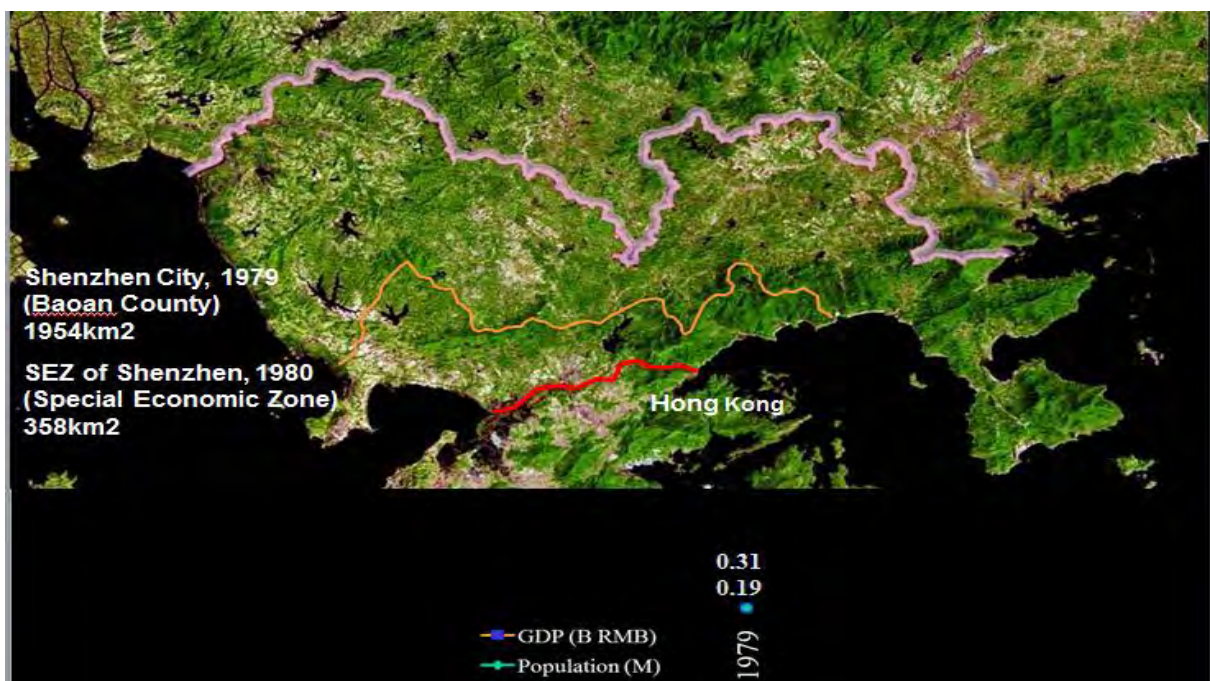 Shenzhen City, 1979
(Baoan County)
1954km2
SEZ of Shenzhen, 1980
(Special Economic Zone)
358km2
Hong Kong
0.31
0.19
GDP (B RMB)
Population (M)
1979